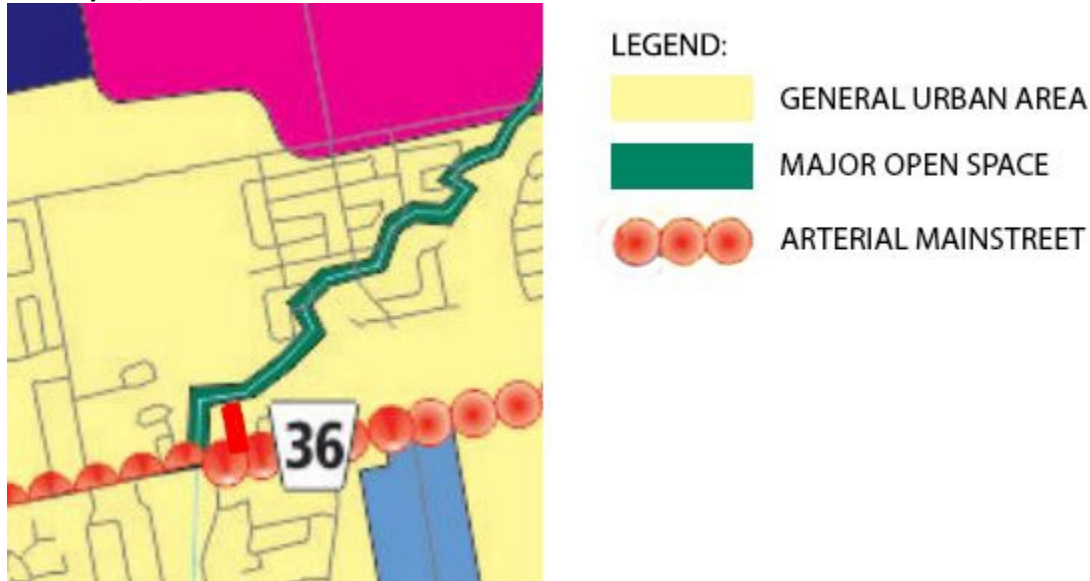 LEGEND:
GENERAL URBAN AREA
MAJOR OPEN SPACE
ARTERIAL MAINSTREET
36